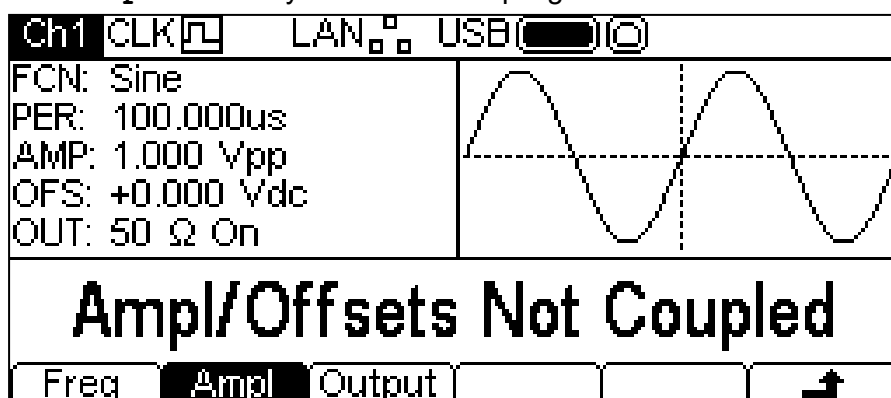 Ch1 CLK LAN USB
FCN: Sine
PER: 100.000us
AMP: 1.000 Vpp
OFS: +0.000 Vdc
OUT: 50 Ω On
Ampl/Offsets Not Coupled
Freq Ampl Output